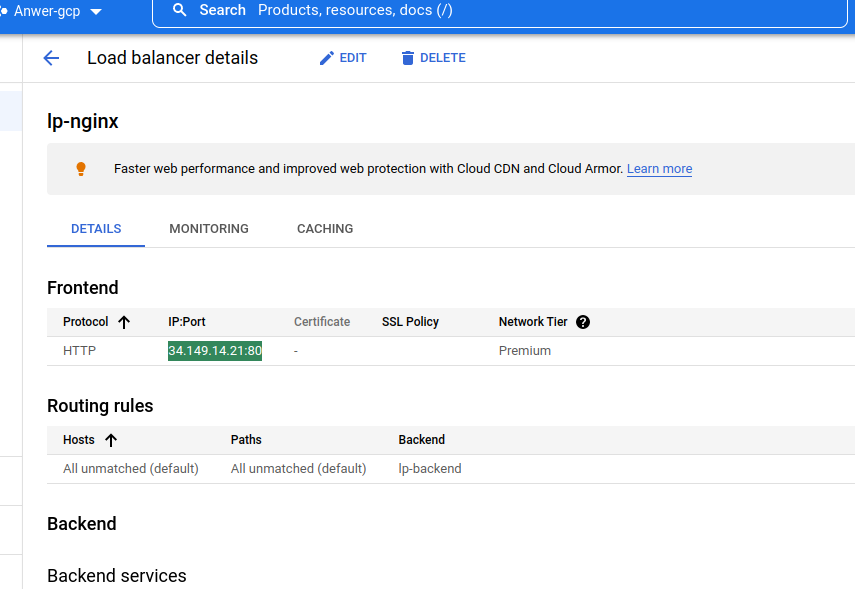 Anwer-gcp Search Products, resources, docs (/)
Load balancer details EDIT DELETE
lp-nginx
Faster web performance and improved web protection with Cloud CDN and Cloud Armor. Learn more
DETAILS MONITORING CACHING
Frontend
Protocol IP:Port Certificate SSL Policy Network Tier ?
HTTP 34.149.14.21:80 - Premium
Routing rules
Hosts Paths Backend
All unmatched (default) All unmatched (default) lp-backend
Backend
Backend services